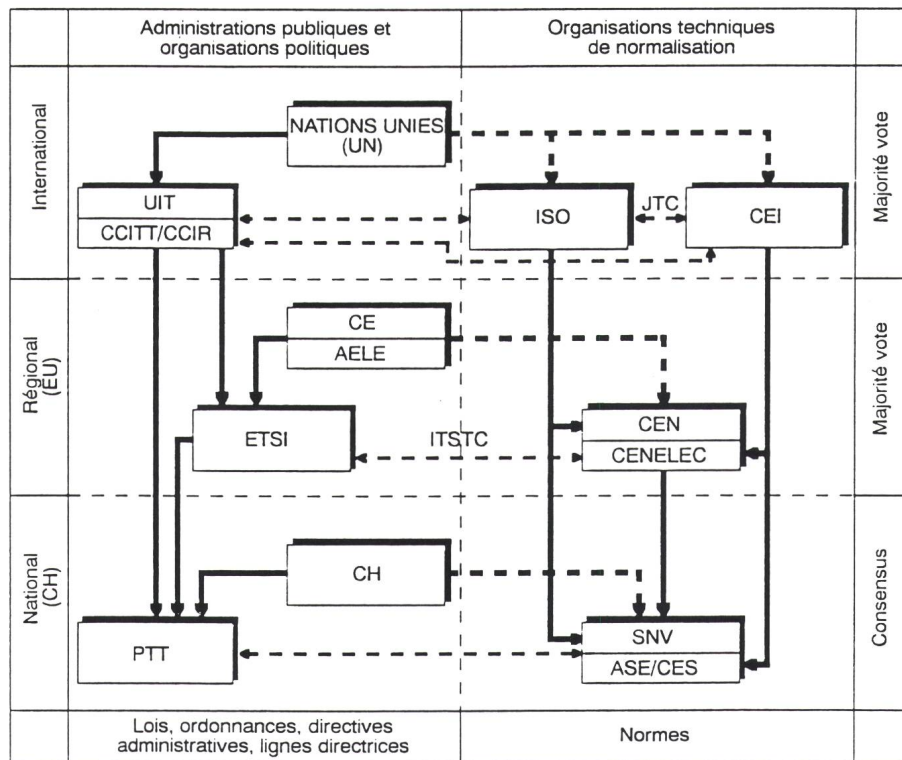 Administrations publiques et
organisations politiques
Organisations techniques
de normalisation
International
NATIONS UNIES
(UN)
UIT
CCITT/CCIR
ISO
JTC
CEI
Majorité vote
Régional
(EU)
CE
AELE
ETSI
ITSTC
CEN
CENELEC
Majorité vote
National
(CH)
CH
PTT
SNV
ASE/CES
Consensus
Lois, ordonnances, directives
administratives, lignes directrices
Normes